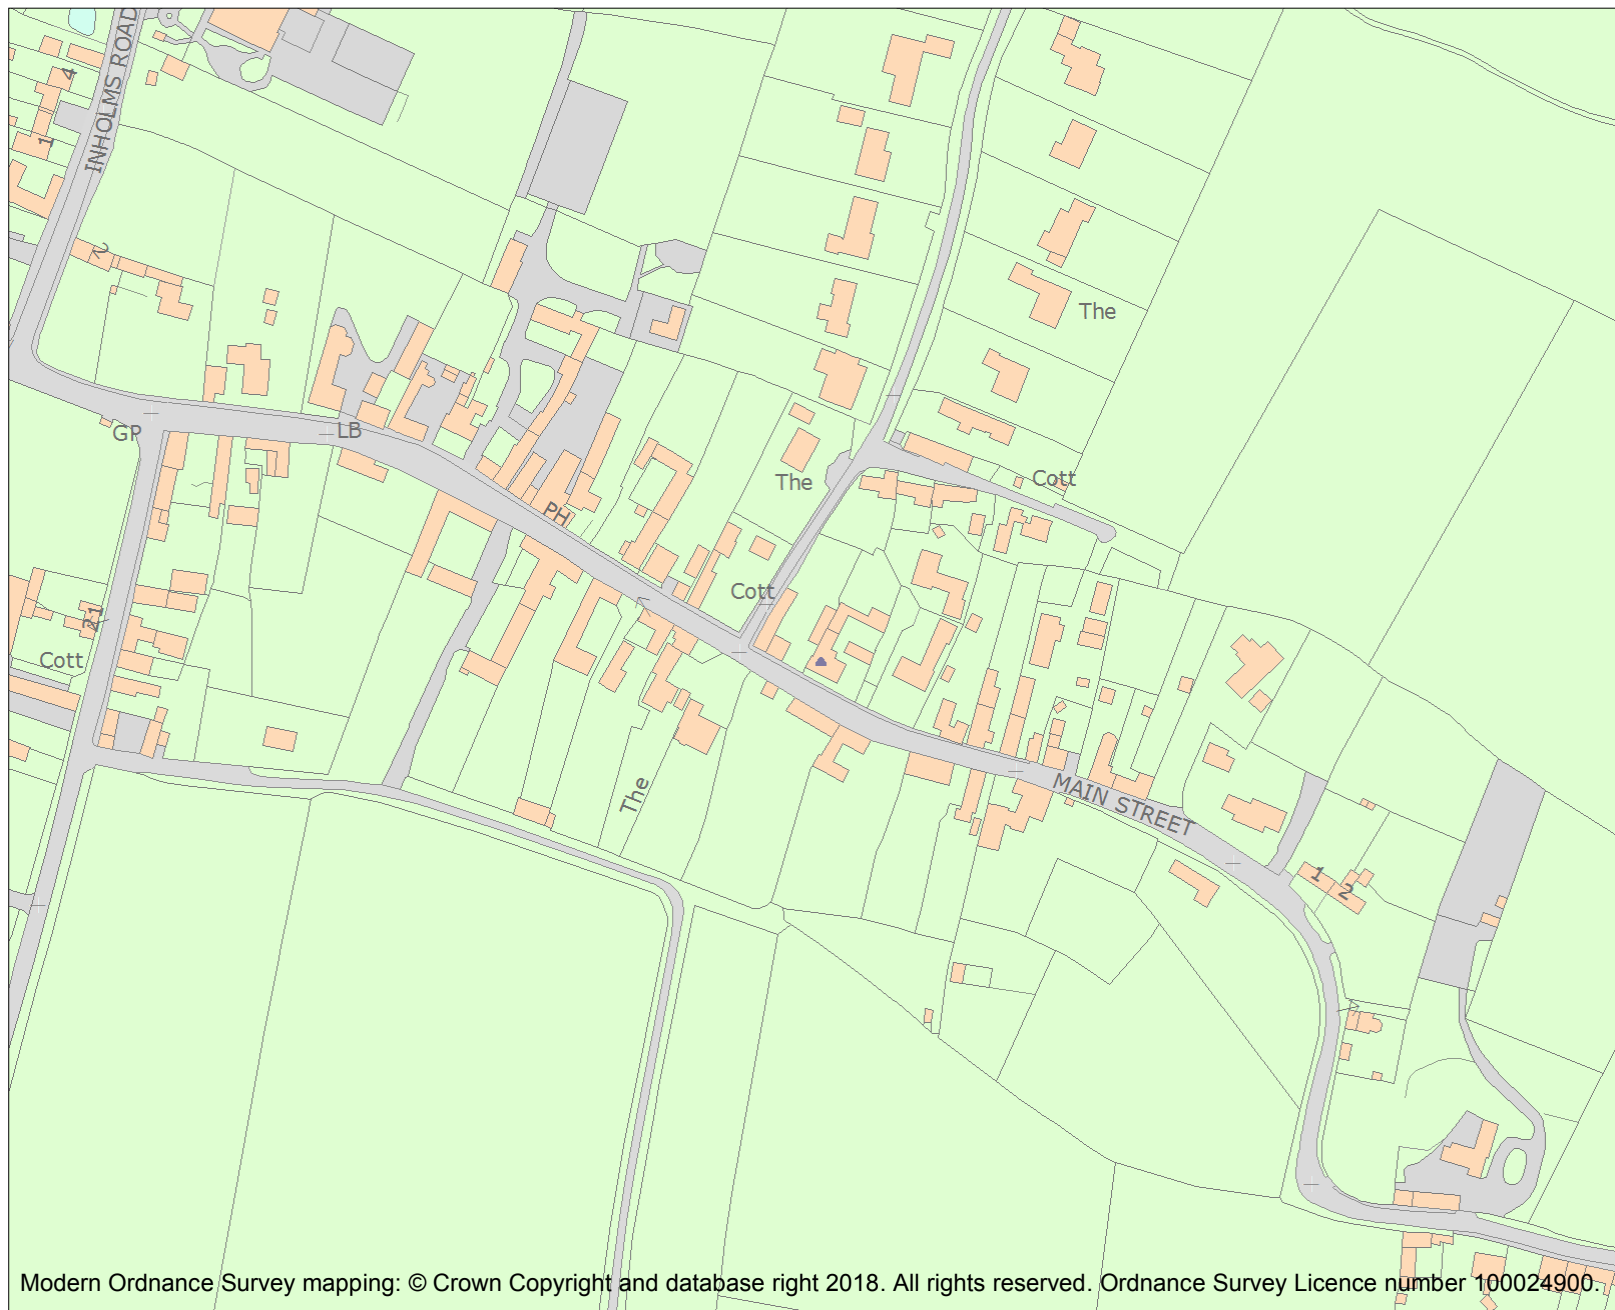 INHOLMS ROAD
4
1
2
The
GP
LB
PH
The
Cott
Cott
21
Cott
The
MAIN STREET
1
2
Modern Ordnance Survey mapping: © Crown Copyright and database right 2018. All rights reserved. Ordnance Survey Licence number 100024900.